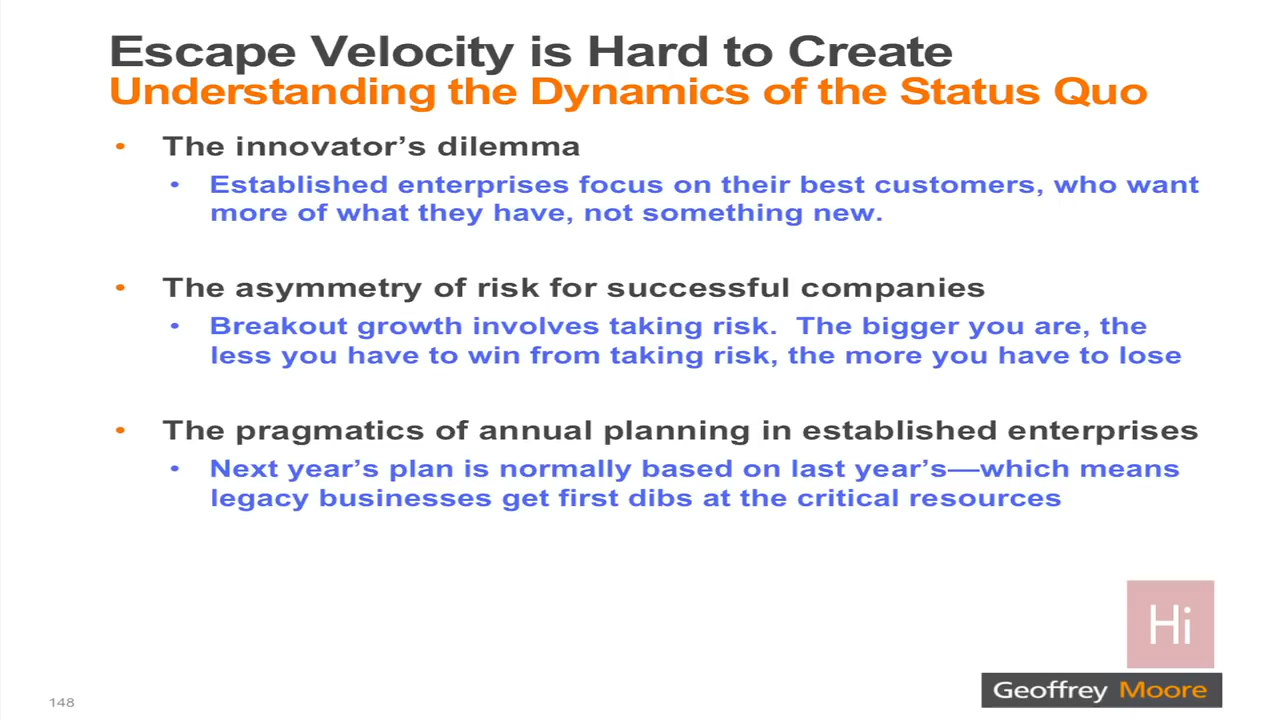 Escape Velocity is Hard to Create
Understanding the Dynamics of the Status Quo
• The innovator’s dilemma
• Established enterprises focus on their best customers, who want
more of what they have, not something new.
• The asymmetry of risk for successful companies
• Breakout growth involves taking risk.  The bigger you are, the
less you have to win from taking risk, the more you have to lose
• The pragmatics of annual planning in established enterprises
• Next year’s plan is normally based on last year’s—which means
legacy businesses get first dibs at the critical resources
Hi
Geoffrey Moore
148